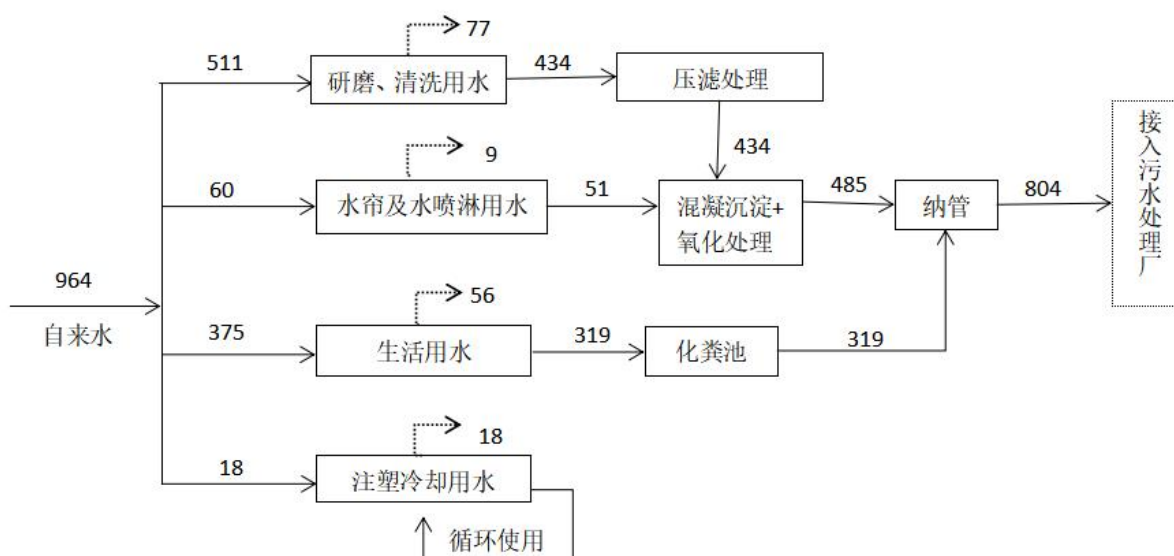 77
511
研磨、清洗用水
434
压滤处理
434
9
60
水帘及水喷淋用水
51
混凝沉淀+
氧化处理
485
纳管
804
接入污水处理厂
964
自来水
56
375
生活用水
319
化粪池
319
18
18
注塑冷却用水
循环使用